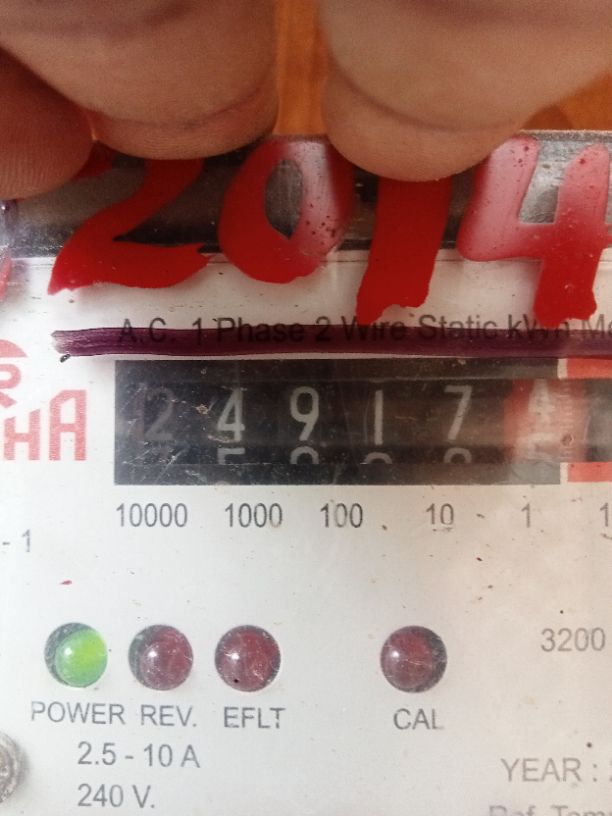 2014
A.C. 1 Phase 2 Wire Static kWh
HA
24917
10000 1000 100 10 1
- 1
3200
POWER REV. EFLT CAL
2.5 - 10 A
240 V.
YEAR :